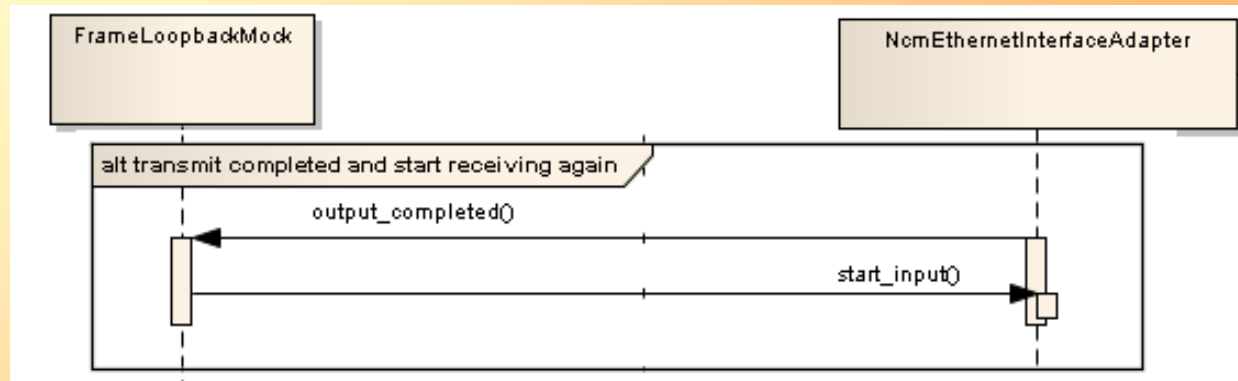 FrameLoopbackMock
NcmEthernetInterfaceAdapter
alt transmit completed and start receiving again
output_completed()
start_input()